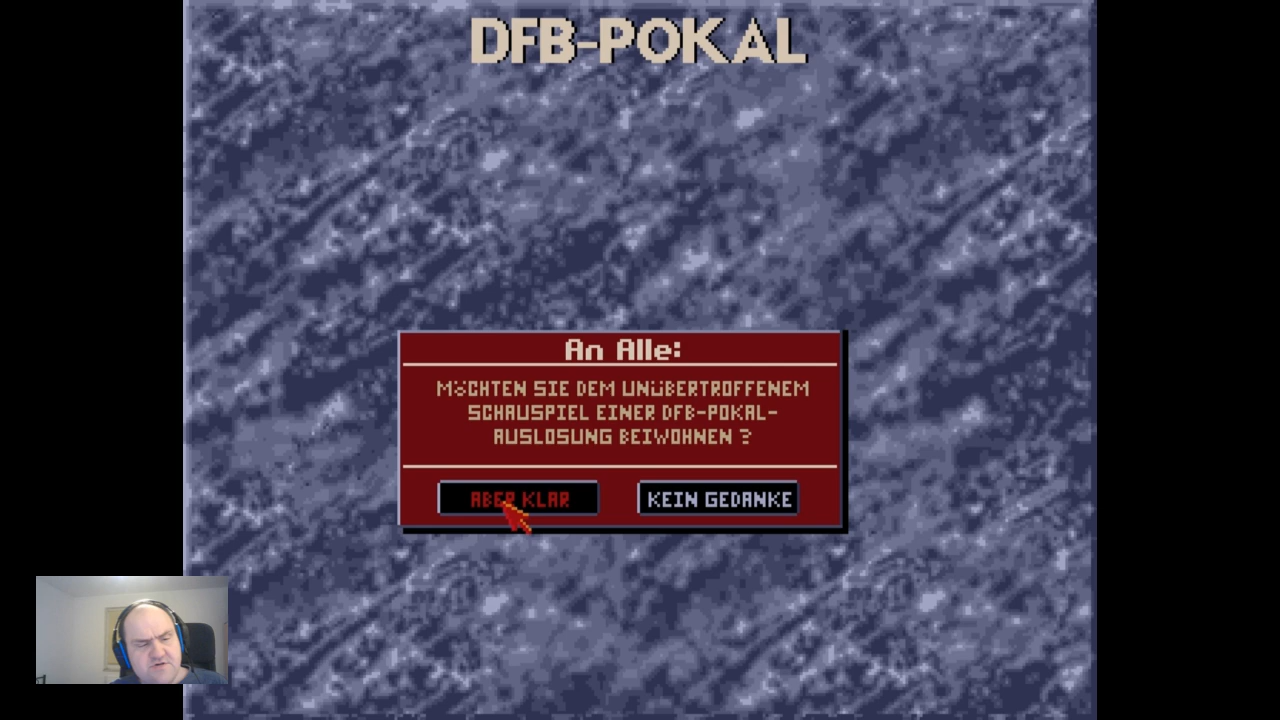 DFB-POKAL
An Alle:
MÖCHTEN SIE DEM UNÜBERTROFFENEM
SCHAUSPIEL EINER DFB-POKAL-
AUSLOSUNG BEIWOHNEN ?
ABER KLAR
KEIN GEDANKE